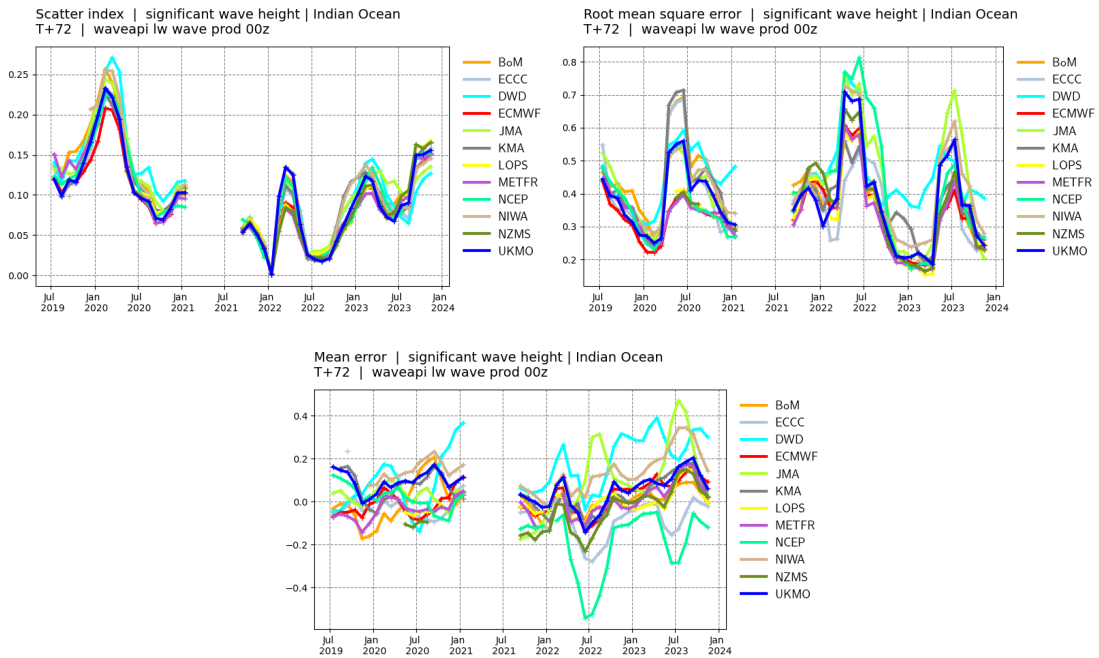 Scatter index | significant wave height | Indian Ocean
T+72 | waveapi lw wave prod 00z
0.25
0.20
0.15
0.10
0.05
0.00
Jul 2019
Jan 2020
Jul 2020
Jan 2021
Jul 2021
Jan 2022
Jul 2022
Jan 2023
Jul 2023
Jan 2024
BoM
ECCC
DWD
ECMWF
JMA
KMA
LOPS
METFR
NCEP
NIWA
NZMS
UKMO
Root mean square error | significant wave height | Indian Ocean
T+72 | waveapi lw wave prod 00z
0.8
0.7
0.6
0.5
0.4
0.3
0.2
Jul 2019
Jan 2020
Jul 2020
Jan 2021
Jul 2021
Jan 2022
Jul 2022
Jan 2023
Jul 2023
Jan 2024
BoM
ECCC
DWD
ECMWF
JMA
KMA
LOPS
METFR
NCEP
NIWA
NZMS
UKMO
Mean error | significant wave height | Indian Ocean
T+72 | waveapi lw wave prod 00z
0.4
0.2
0.0
−0.2
−0.4
Jul 2019
Jan 2020
Jul 2020
Jan 2021
Jul 2021
Jan 2022
Jul 2022
Jan 2023
Jul 2023
Jan 2024
BoM
ECCC
DWD
ECMWF
JMA
KMA
LOPS
METFR
NCEP
NIWA
NZMS
UKMO